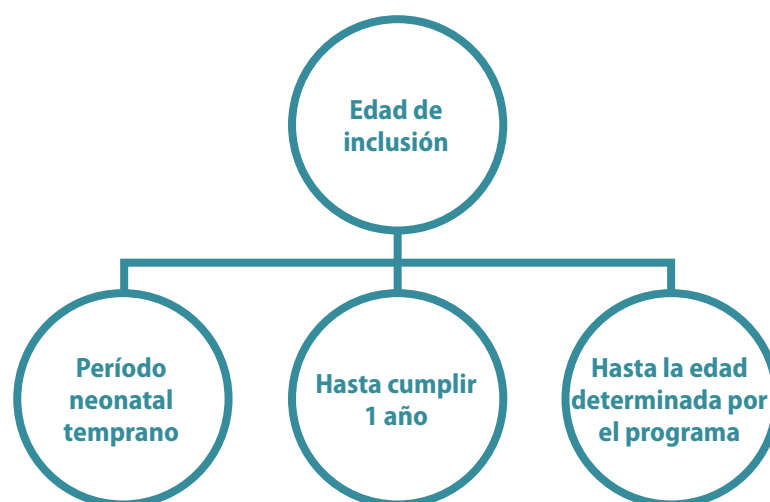 Edad de
inclusión
Período
neonatal
temprano
Hasta cumplir
1 año
Hasta la edad
determinada por
el programa